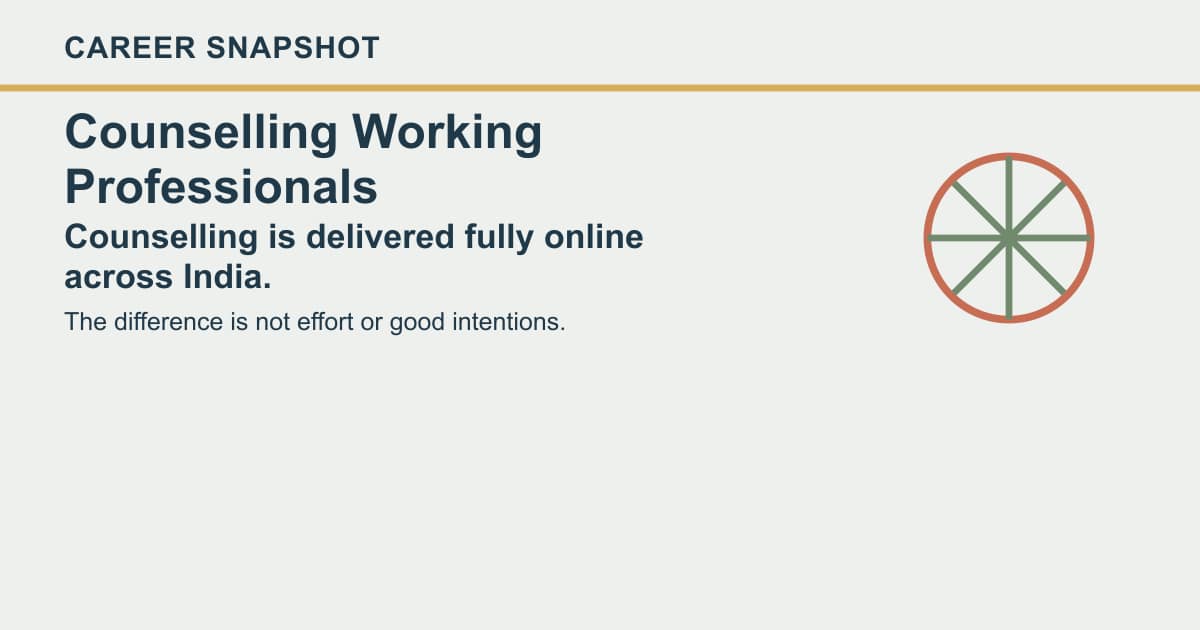 CAREER SNAPSHOT
Counselling Working
Professionals
Counselling is delivered fully online
across India.
The difference is not effort or good intentions.